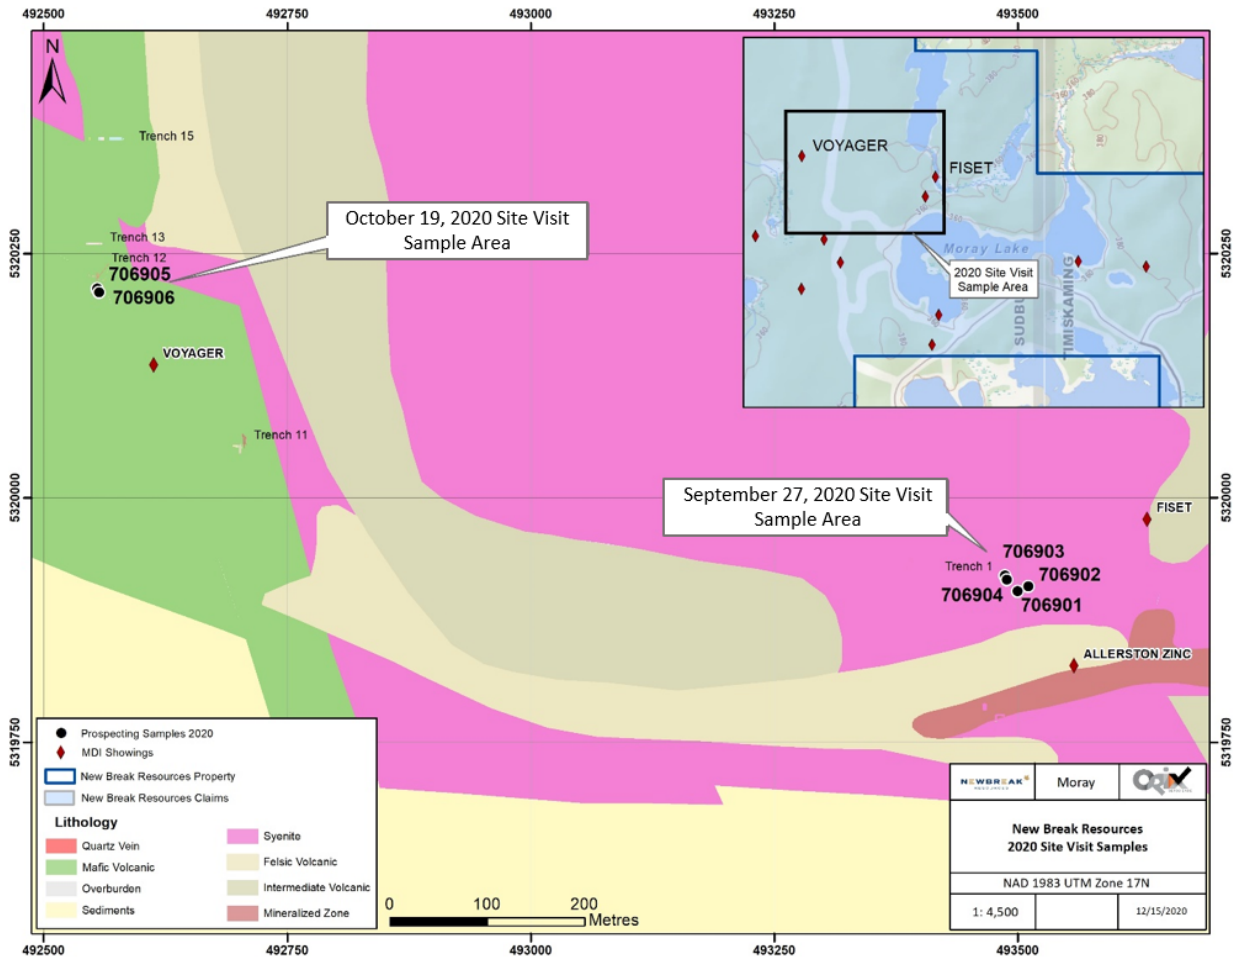 492500
492750
493000
493250
493500
N
Trench 15
VOYAGER
FISET
October 19, 2020 Site Visit
Sample Area
Trench 13
5320250
5320250
Trench 12
706905
706906
Moray Lake
2020 Site Visit
Sample Area
SUDBU
TIMISKAMING
VOYAGER
Trench 11
September 27, 2020 Site Visit
Sample Area
5320000
5320000
FISET
706903
Trench 1
706902
706904
706901
ALLERSTON ZINC
5319750
5319750
Prospecting Samples 2020
MDI Showings
New Break Resources Property
New Break Resources Claims
Lithology
Quartz Vein
Mafic Volcanic
Overburden
Sediments
Syenite
Felsic Volcanic
Intermediate Volcanic
Mineralized Zone
0
100
200
Metres
NEWBREAK
RESOURCES
Moray
Orix
New Break Resources
2020 Site Visit Samples
NAD 1983 UTM Zone 17N
1: 4,500
12/15/2020
492500
492750
493000
493250
493500